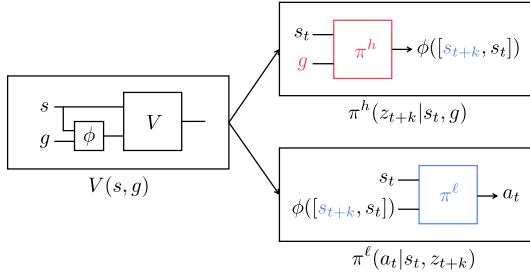 s
g
φ
V
V(s, g)
s_t
g
π^h
φ([s_{t+k}, s_t])
π^h(z_{t+k}|s_t, g)
s_t
φ([s_{t+k}, s_t])
π^ℓ
a_t
π^ℓ(a_t|s_t, z_{t+k})